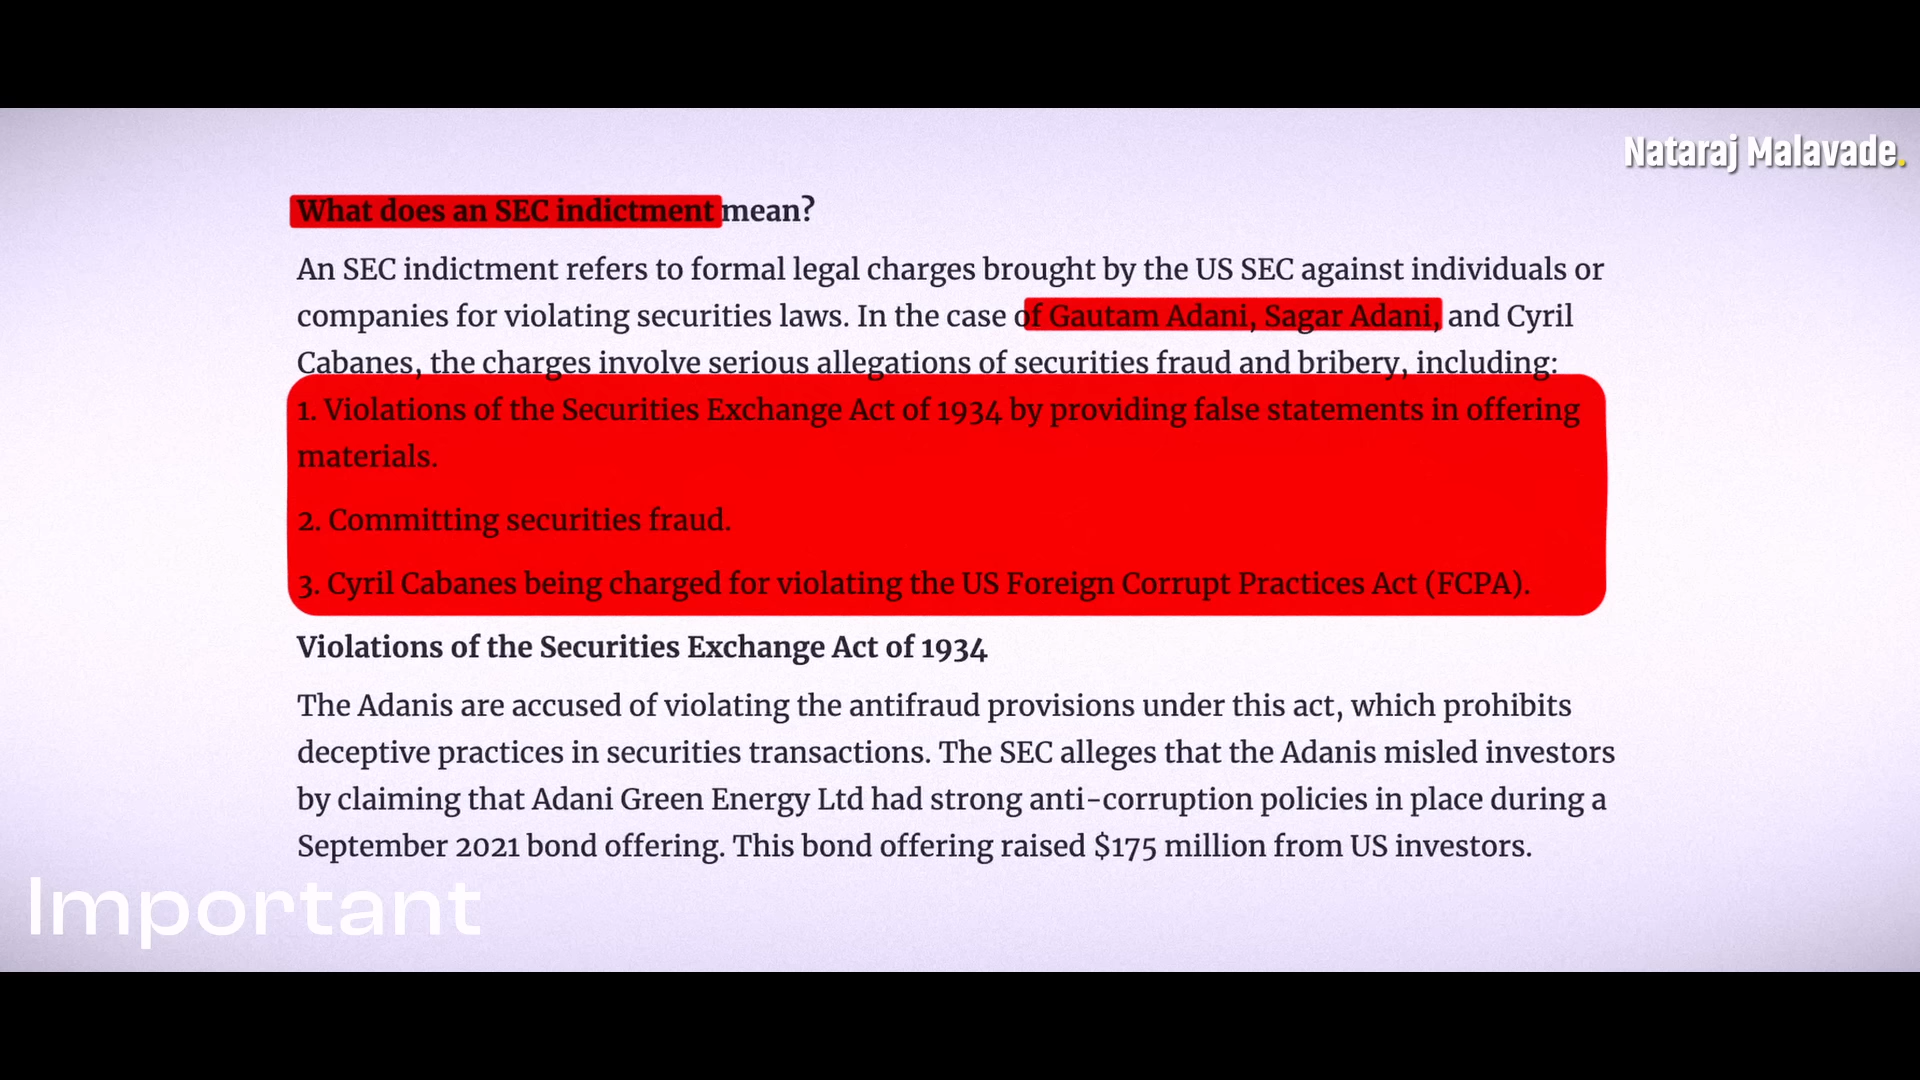 Nataraj Malavade.
What does an SEC indictment mean?
An SEC indictment refers to formal legal charges brought by the US SEC against individuals or
companies for violating securities laws. In the case of Gautam Adani, Sagar Adani, and Cyril
Cabanes, the charges involve serious allegations of securities fraud and bribery, including:
1. Violations of the Securities Exchange Act of 1934 by providing false statements in offering
materials.
2. Committing securities fraud.
3. Cyril Cabanes being charged for violating the US Foreign Corrupt Practices Act (FCPA).
Violations of the Securities Exchange Act of 1934
The Adanis are accused of violating the antifraud provisions under this act, which prohibits
deceptive practices in securities transactions. The SEC alleges that the Adanis misled investors
by claiming that Adani Green Energy Ltd had strong anti-corruption policies in place during a
September 2021 bond offering. This bond offering raised $175 million from US investors.
Important